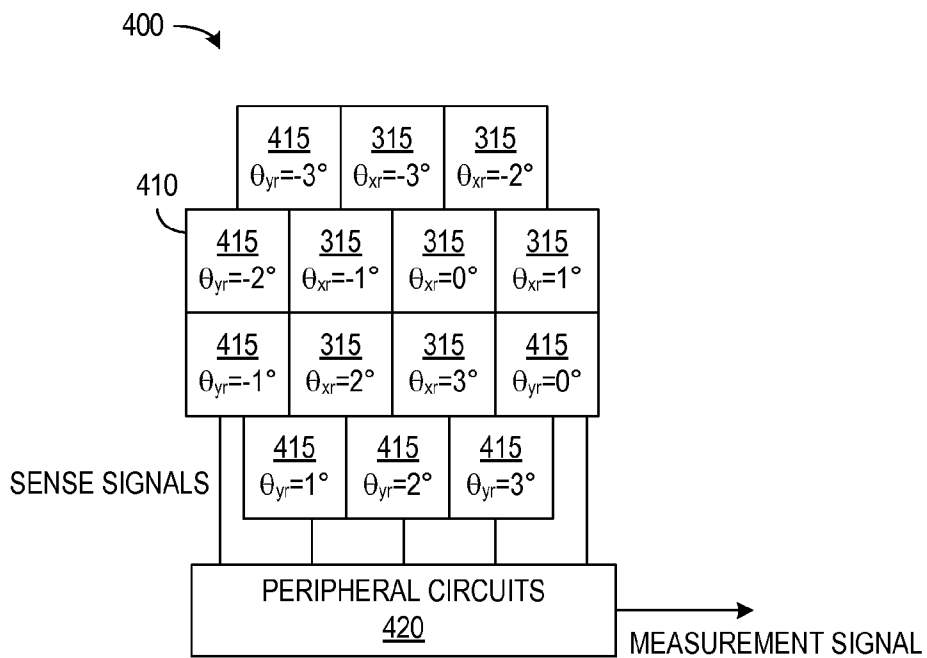 400
415 315 315
θyr=-3° θxr=-3° θxr=-2°
410
415 315 315 315
θyr=-2° θxr=-1° θxr=0° θxr=1°
415 315 315 415
θyr=-1° θxr=2° θxr=3° θyr=0°
415 415 415
θyr=1° θyr=2° θyr=3°
SENSE SIGNALS
PERIPHERAL CIRCUITS
420
MEASUREMENT SIGNAL